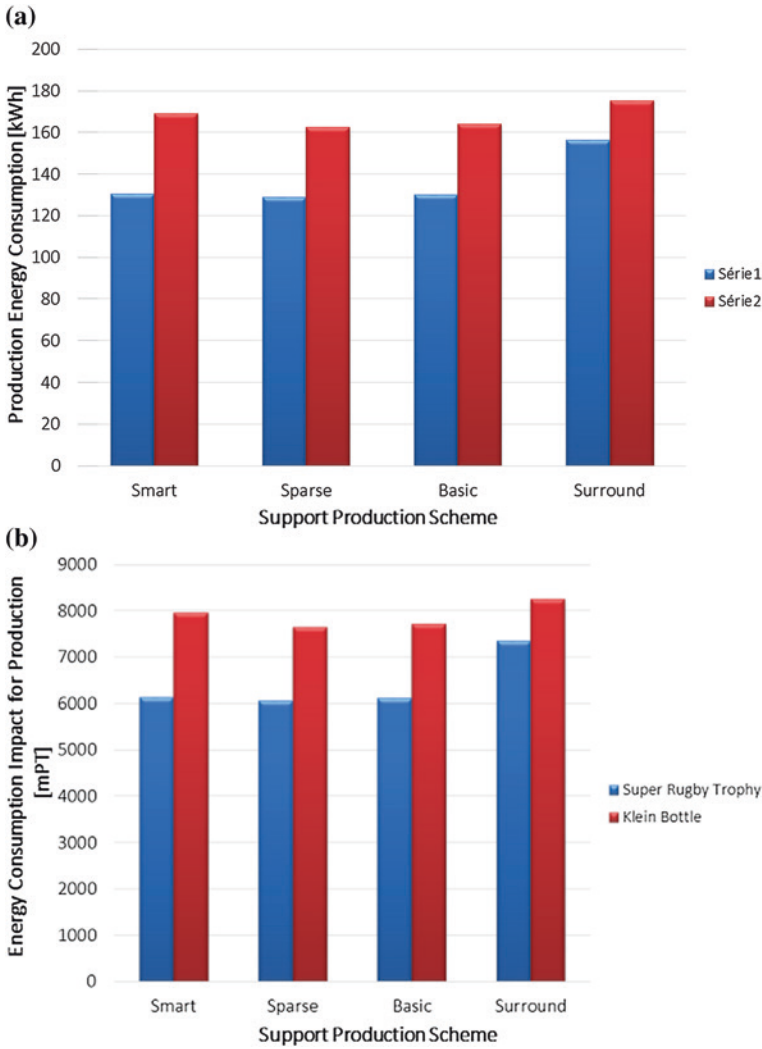 (a)
Production Energy Consumption [kWh]
200
180
160
140
120
100
80
60
40
20
0
Smart
Sparse
Basic
Surround
Support Production Scheme
Série1
Série2
(b)
Energy Consumption Impact for Production
[mPT]
9000
8000
7000
6000
5000
4000
3000
2000
1000
0
Smart
Sparse
Basic
Surround
Support Production Scheme
Super Rugby Trophy
Klein Bottle